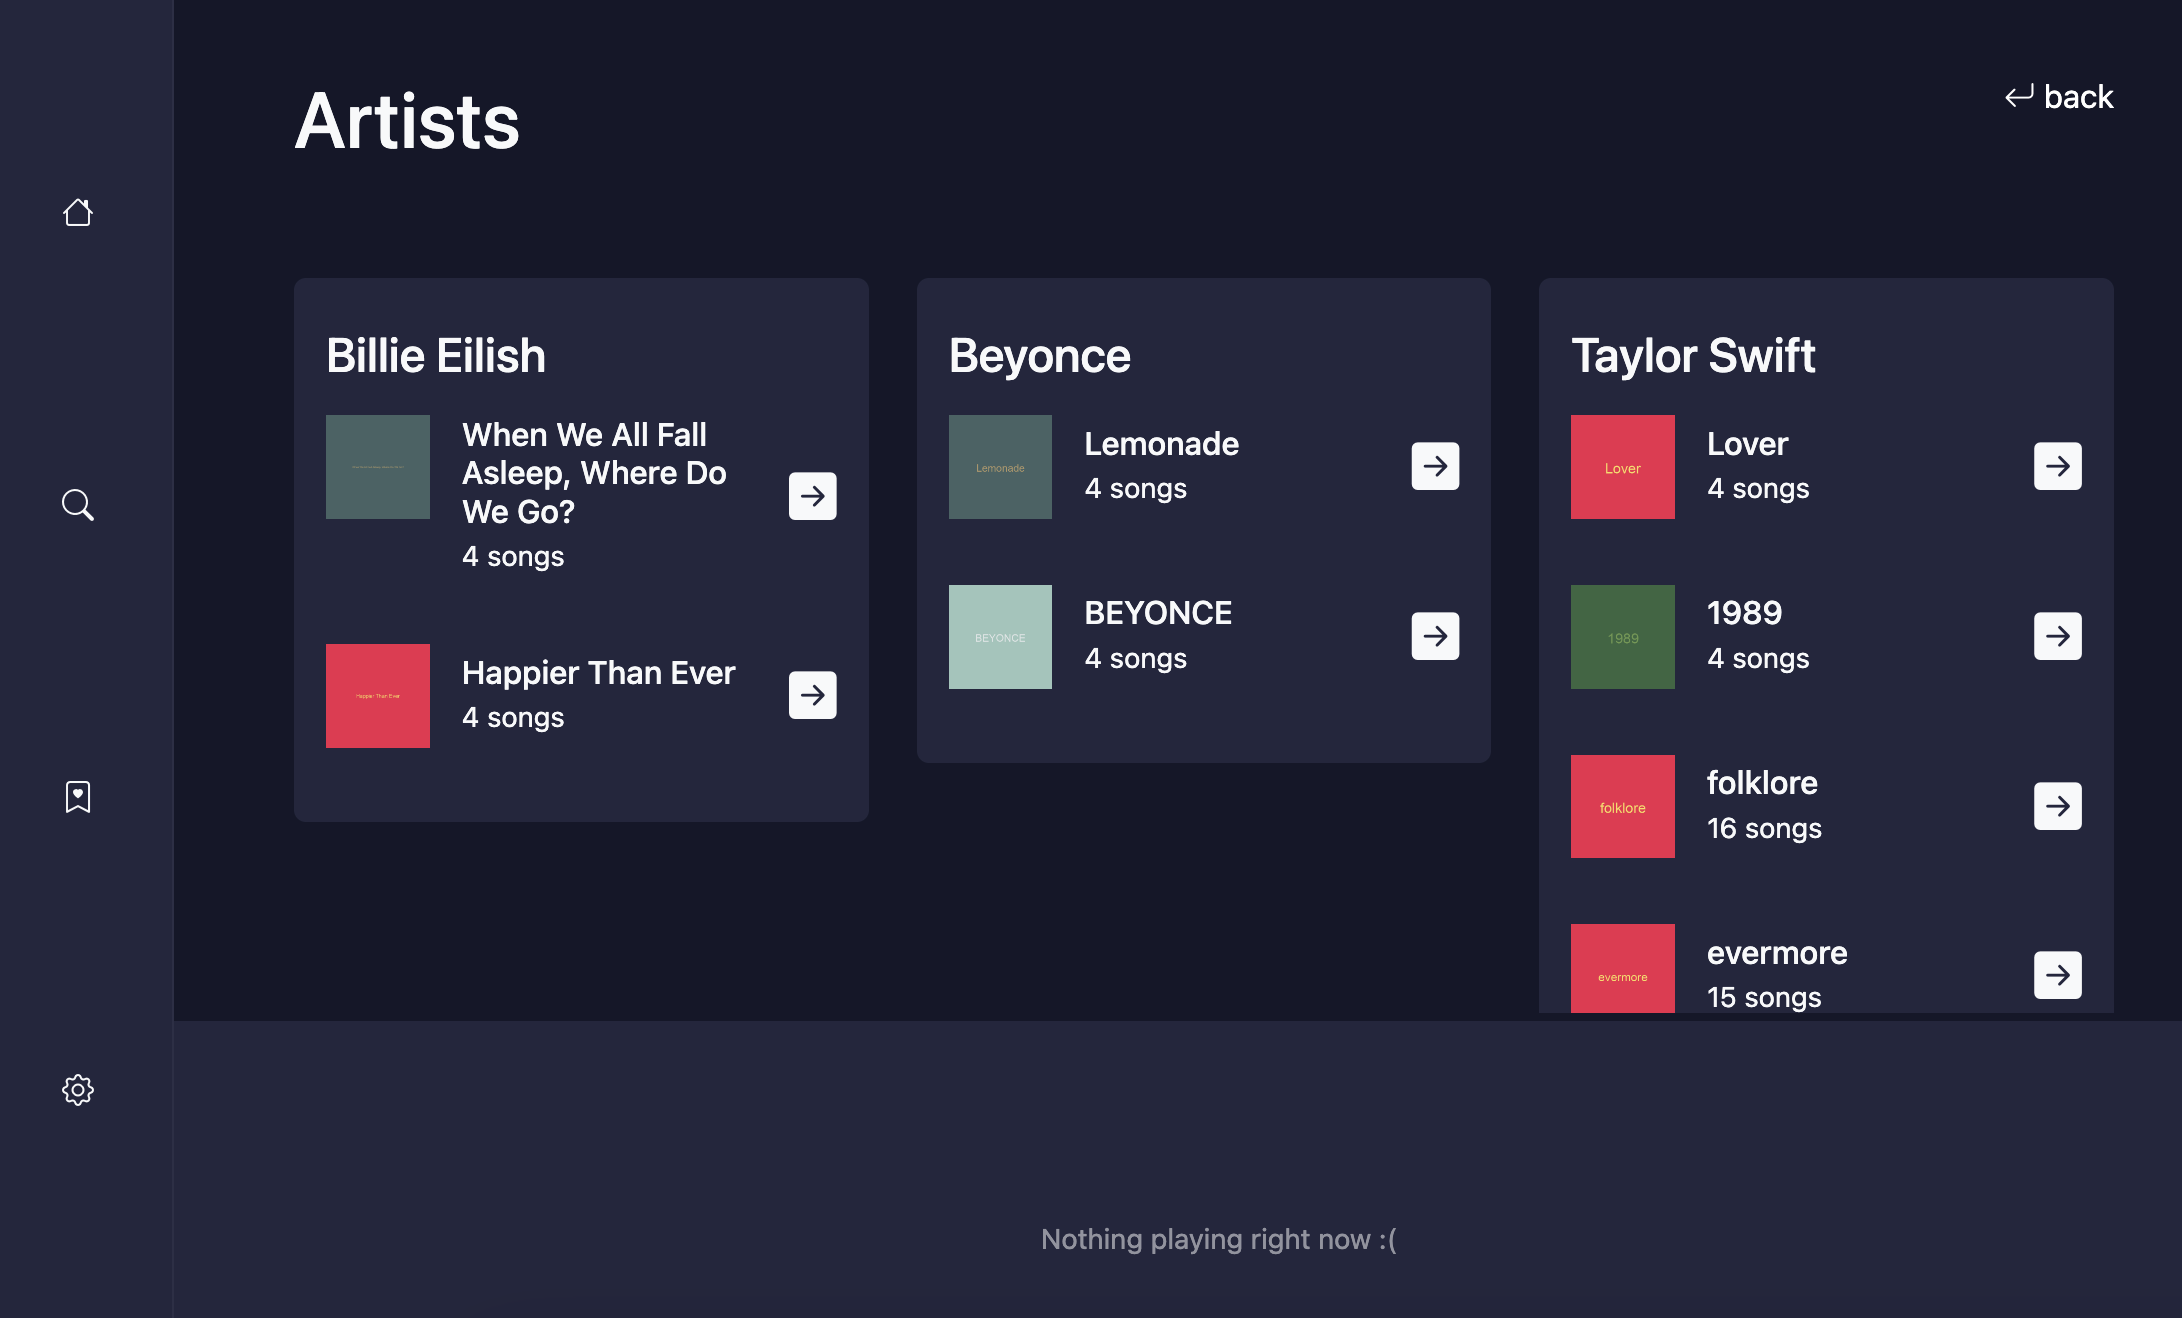 Artists
back
Billie Eilish
When We All Fall
Asleep, Where Do
We Go?
4 songs
Happier Than Ever
Happier Than Ever
4 songs
Beyonce
Lemonade
Lemonade
4 songs
BEYONCE
BEYONCE
4 songs
Taylor Swift
Lover
Lover
4 songs
1989
1989
4 songs
folklore
folklore
16 songs
evermore
evermore
15 songs
Nothing playing right now :(